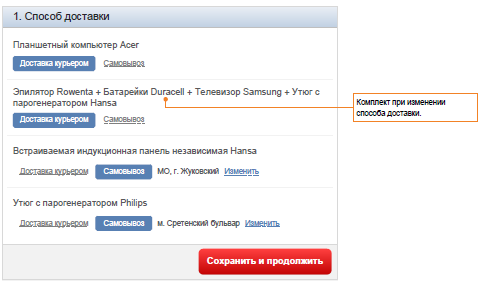 1. Способ доставки
Планшетный компьютер Acer
Доставка курьером Самовывоз
Эпилятор Rowenta + Батарейки Duracell + Телевизор Samsung + Утюг с
парогенератором Hansa
Доставка курьером Самовывоз
Комплект при изменении
способа доставки.
Встраиваемая индукционная панель независимая Hansa
Доставка курьером Самовывоз МО, г. Жуковский Изменить
Утюг с парогенератором Philips
Доставка курьером Самовывоз м. Сретенский бульвар Изменить
Сохранить и продолжить